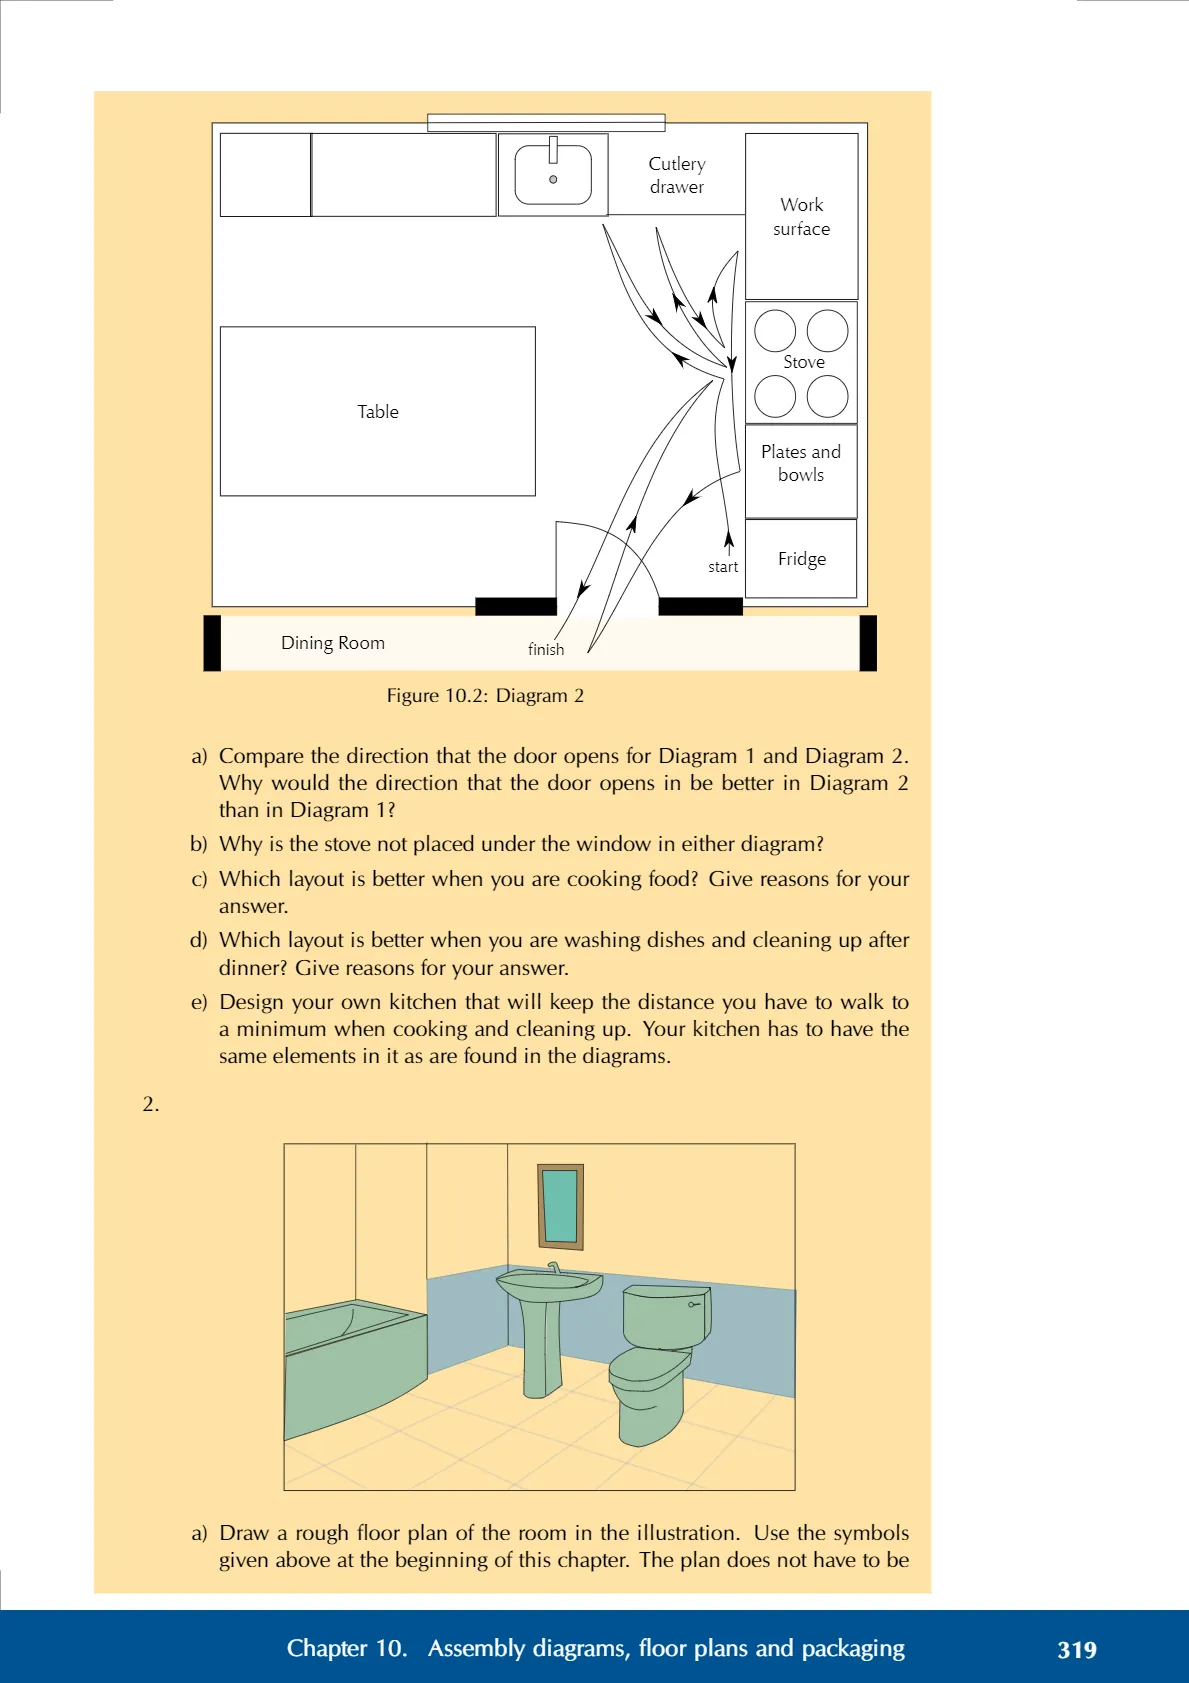 Cutlery
drawer
Work
surface
Stove
Table
Plates and
bowls
Fridge
start
Dining Room
finish
Figure 10.2: Diagram 2
a) Compare the direction that the door opens for Diagram 1 and Diagram 2.
Why would the direction that the door opens in be better in Diagram 2
than in Diagram 1?
b) Why is the stove not placed under the window in either diagram?
c) Which layout is better when you are cooking food? Give reasons for your
answer.
d) Which layout is better when you are washing dishes and cleaning up after
dinner? Give reasons for your answer.
e) Design your own kitchen that will keep the distance you have to walk to
a minimum when cooking and cleaning up. Your kitchen has to have the
same elements in it as are found in the diagrams.
2.
a) Draw a rough floor plan of the room in the illustration. Use the symbols
given above at the beginning of this chapter. The plan does not have to be
Chapter 10. Assembly diagrams, floor plans and packaging 319